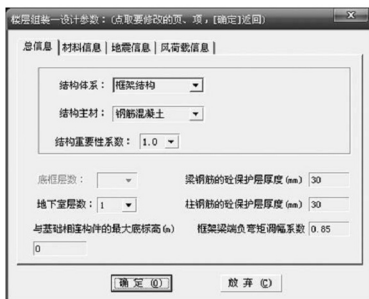 楼层组装—设计参数：(点取要修改的页、项，[确定]返回)
总信息 材料信息 地震信息 风荷载信息
结构体系： 框架结构
结构主材： 钢筋混凝土
结构重要性系数： 1.0
底框层数： 梁钢筋的砼保护层厚度(mm) 30
地下室层数： 1 柱钢筋的砼保护层厚度(mm) 30
与基础相连构件的最大底标高(m) 框架梁端负弯矩调幅系数 0.85
0
确 定 (O) 放 弃 (C)